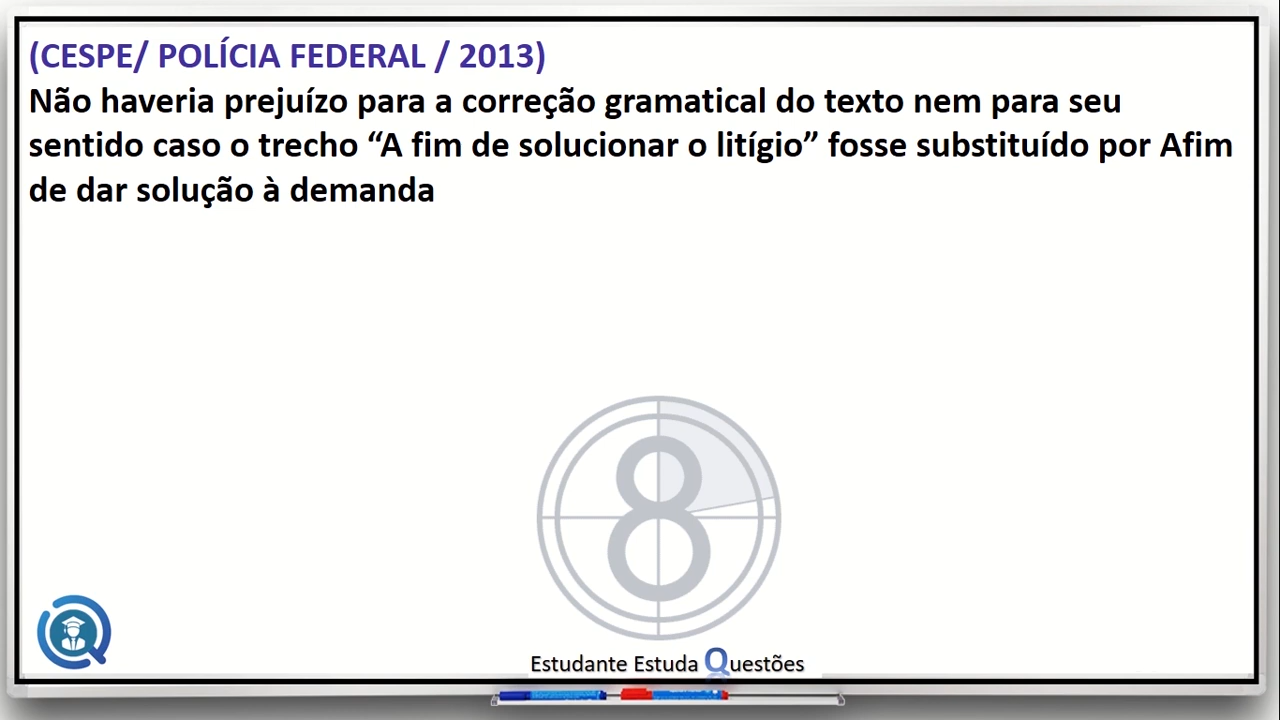 (CESPE/ POLÍCIA FEDERAL / 2013)
Não haveria prejuízo para a correção gramatical do texto nem para seu
sentido caso o trecho “A fim de solucionar o litígio” fosse substituído por Afim
de dar solução à demanda
8
Estudante Estuda Questões